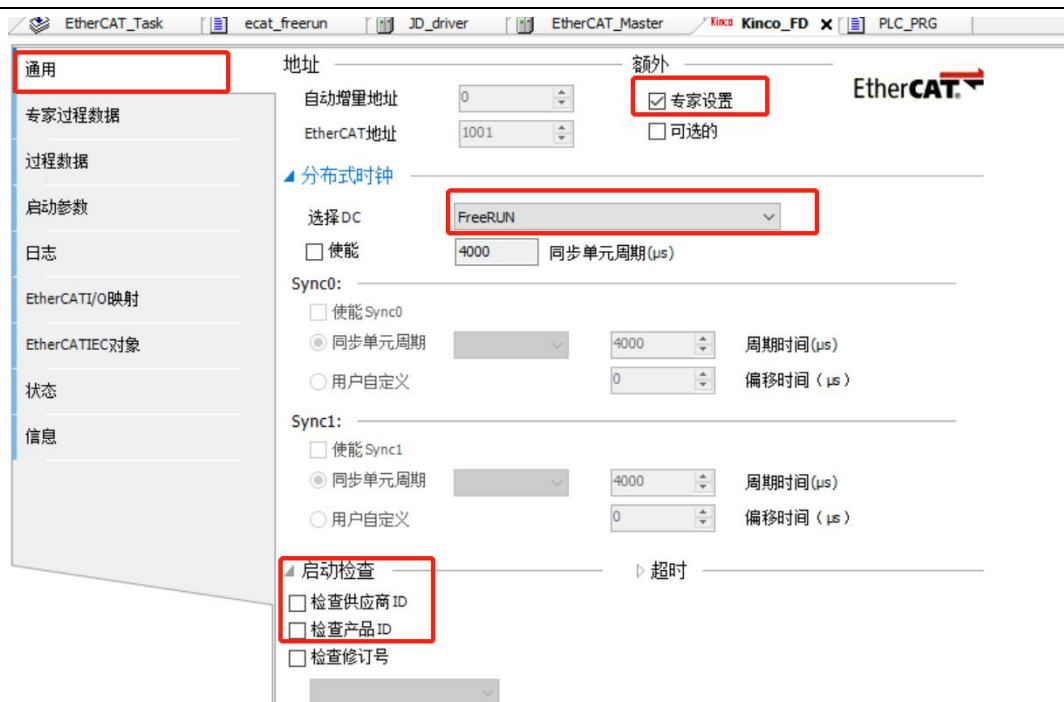 EtherCAT_Task ecat_freerun JD_driver EtherCAT_Master Kinco Kinco_FD X PLC_PRG
通用
专家过程数据
过程数据
启动参数
日志
EtherCATI/O映射
EtherCATIEC对象
状态
信息
地址 额外
自动增量地址 0 专家设置
EtherCAT地址 1001 可选的
EtherCAT
分布式时钟
选择DC FreeRUN
使能 4000 同步单元周期(μs)
Sync0:
使能Sync0
同步单元周期 4000 周期时间(μs)
用户自定义 0 偏移时间（μs）
Sync1:
使能Sync1
同步单元周期 4000 周期时间(μs)
用户自定义 0 偏移时间（μs）
启动检查 超时
检查供应商ID
检查产品ID
检查修订号